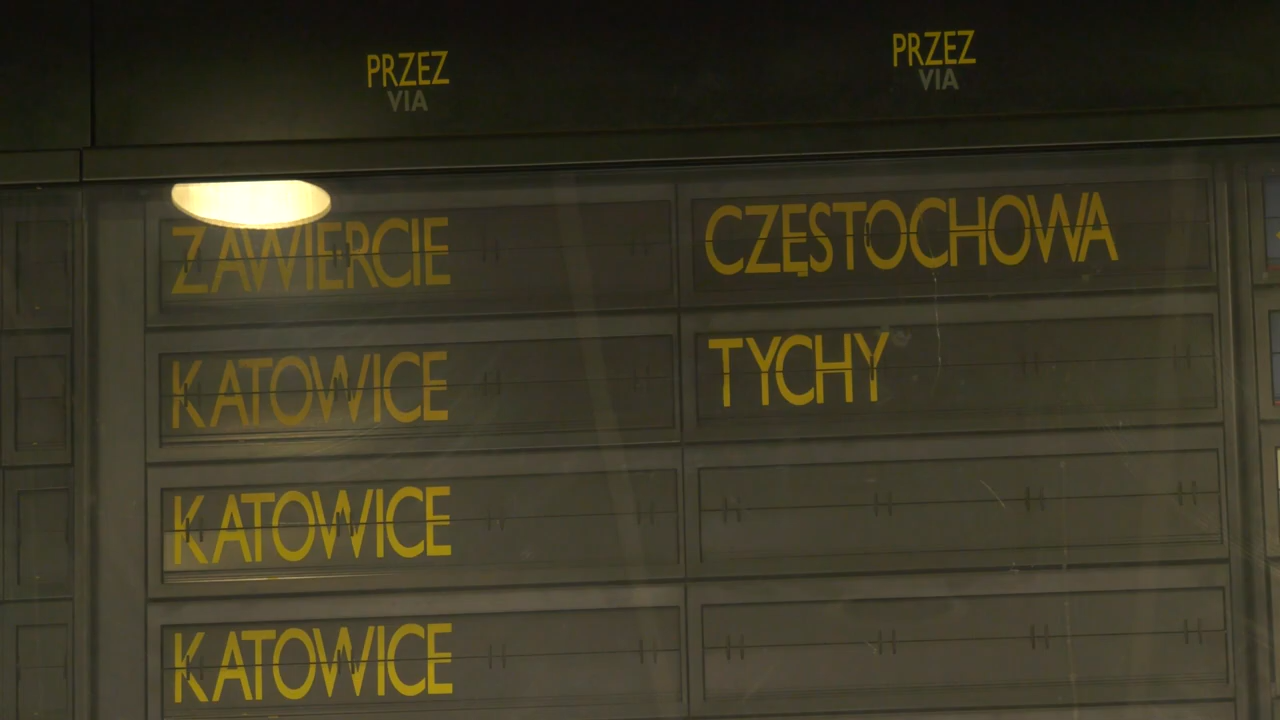 PRZEZ PRZEZ
VIA VIA
ZAWIERCIE CZĘSTOCHOWA
KATOWICE TYCHY
KATOWICE
KATOWICE